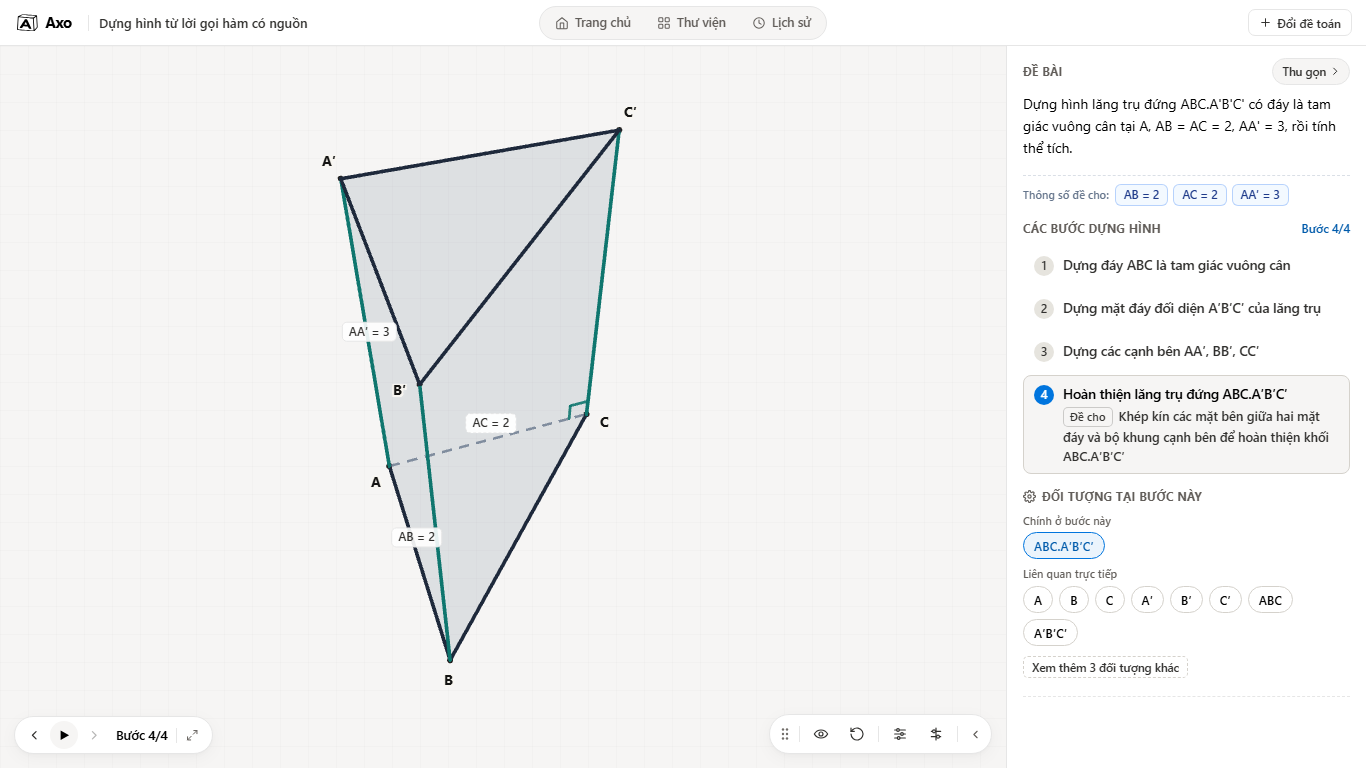 Axo
Dựng hình từ lời gọi hàm có nguồn
Trang chủ
Thư viện
Lịch sử
Đổi đề toán
C′
A′
AA′ = 3
B′
AC = 2
C
A
AB = 2
B
Bước 4/4
ĐỀ BÀI
Thu gọn
Dựng hình lăng trụ đứng ABC.A'B'C' có đáy là tam
giác vuông cân tại A, AB = AC = 2, AA' = 3, rồi tính
thể tích.
Thông số đề cho:
AB = 2
AC = 2
AA′ = 3
CÁC BƯỚC DỰNG HÌNH
Bước 4/4
1 Dựng đáy ABC là tam giác vuông cân
2 Dựng mặt đáy đối diện A′B′C′ của lăng trụ
3 Dựng các cạnh bên AA′, BB′, CC′
4 Hoàn thiện lăng trụ đứng ABC.A′B′C′
Đề cho Khép kín các mặt bên giữa hai mặt
đáy và bộ khung cạnh bên để hoàn thiện khối
ABC.A′B′C′
ĐỐI TƯỢNG TẠI BƯỚC NÀY
Chính ở bước này
ABC.A′B′C′
Liên quan trực tiếp
A B C A′ B′ C′ ABC
A′B′C′
Xem thêm 3 đối tượng khác